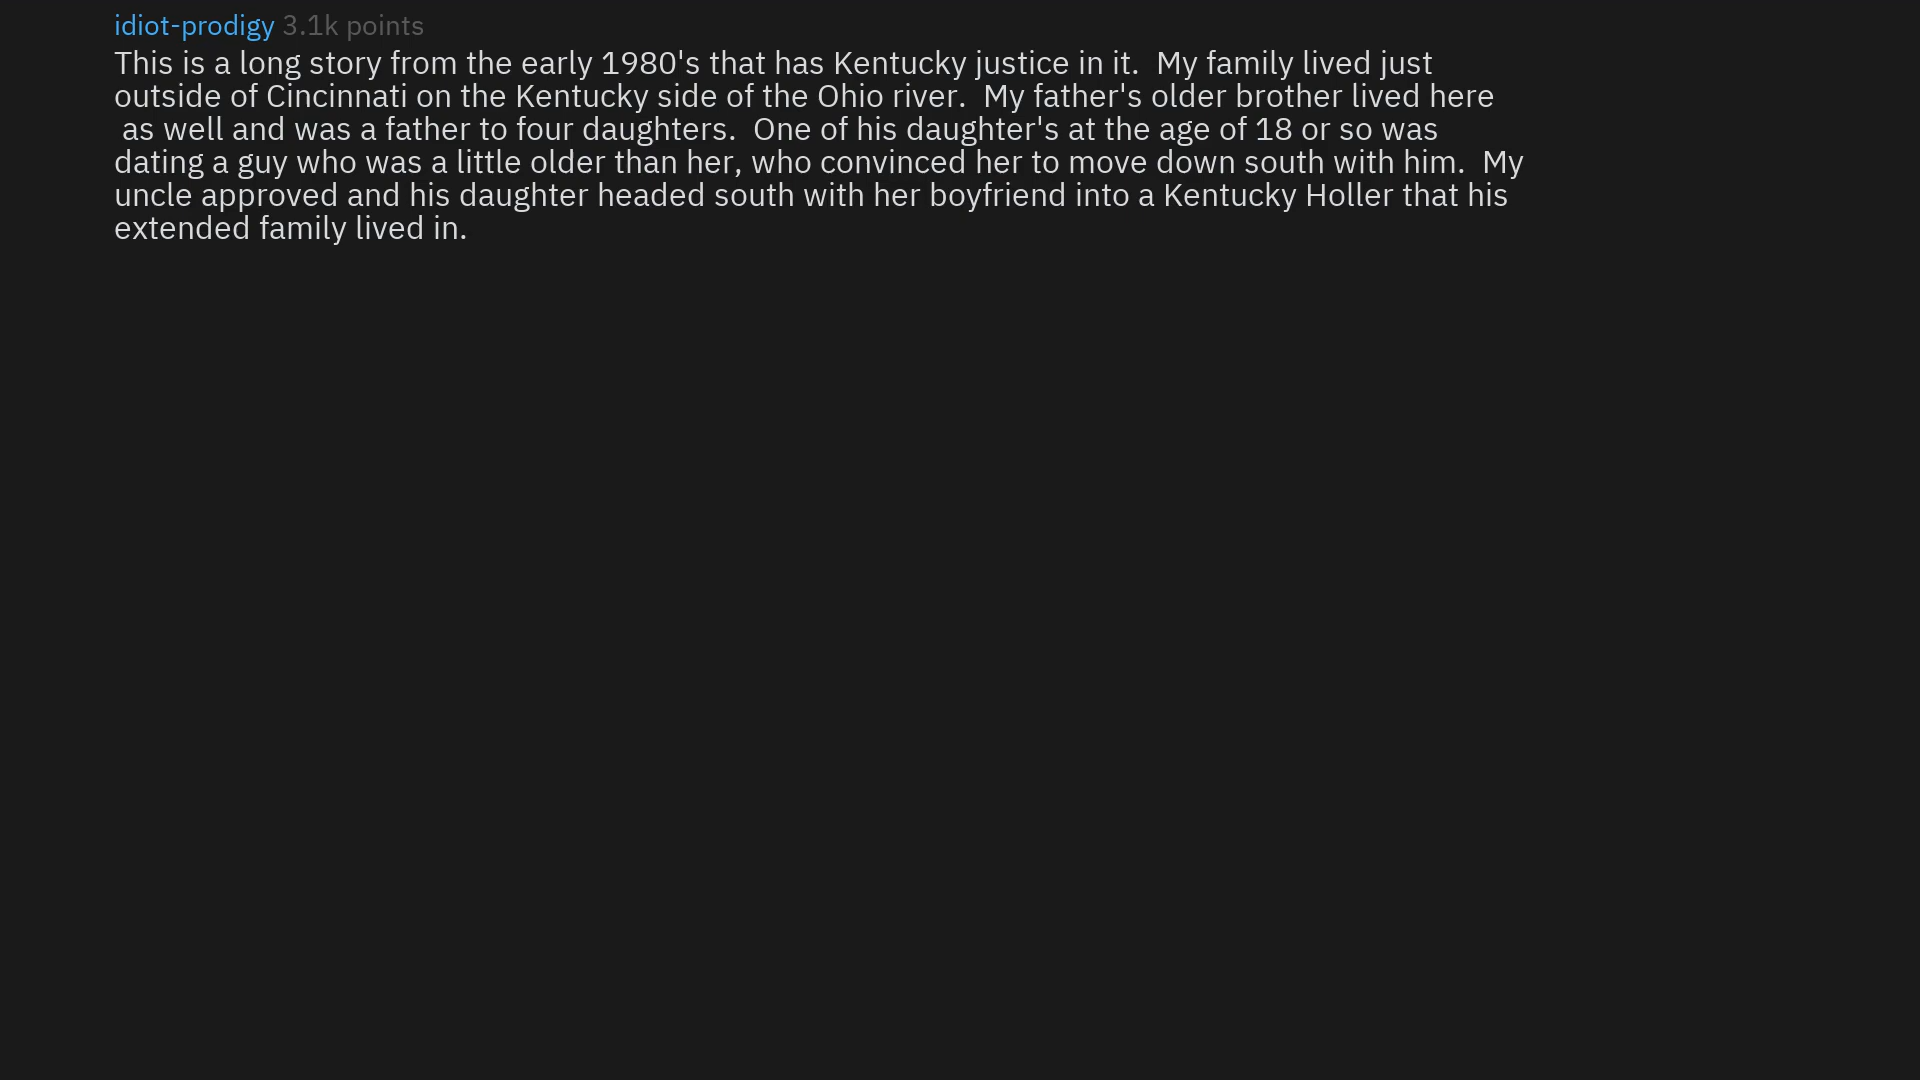 idiot-prodigy 3.1k points
This is a long story from the early 1980's that has Kentucky justice in it.  My family lived just
outside of Cincinnati on the Kentucky side of the Ohio river.  My father's older brother lived here
as well and was a father to four daughters.  One of his daughter's at the age of 18 or so was
dating a guy who was a little older than her, who convinced her to move down south with him.  My
uncle approved and his daughter headed south with her boyfriend into a Kentucky Holler that his
extended family lived in.